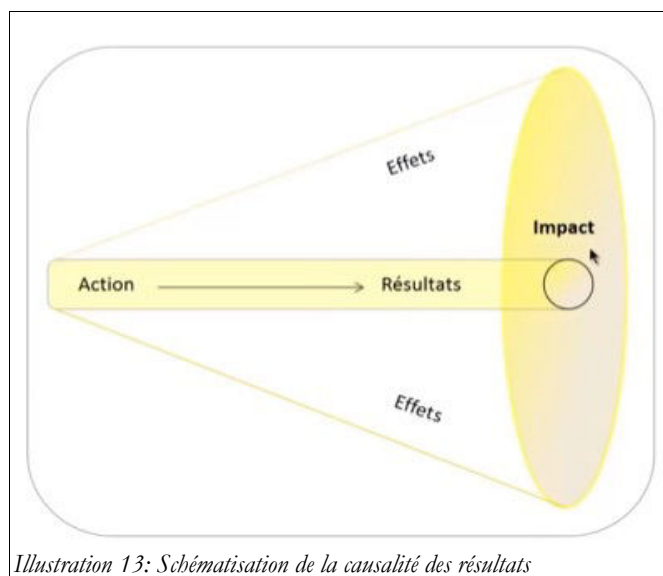 Effets
Impact
Action
Résultats
Effets
Illustration 13: Schématisation de la causalité des résultats